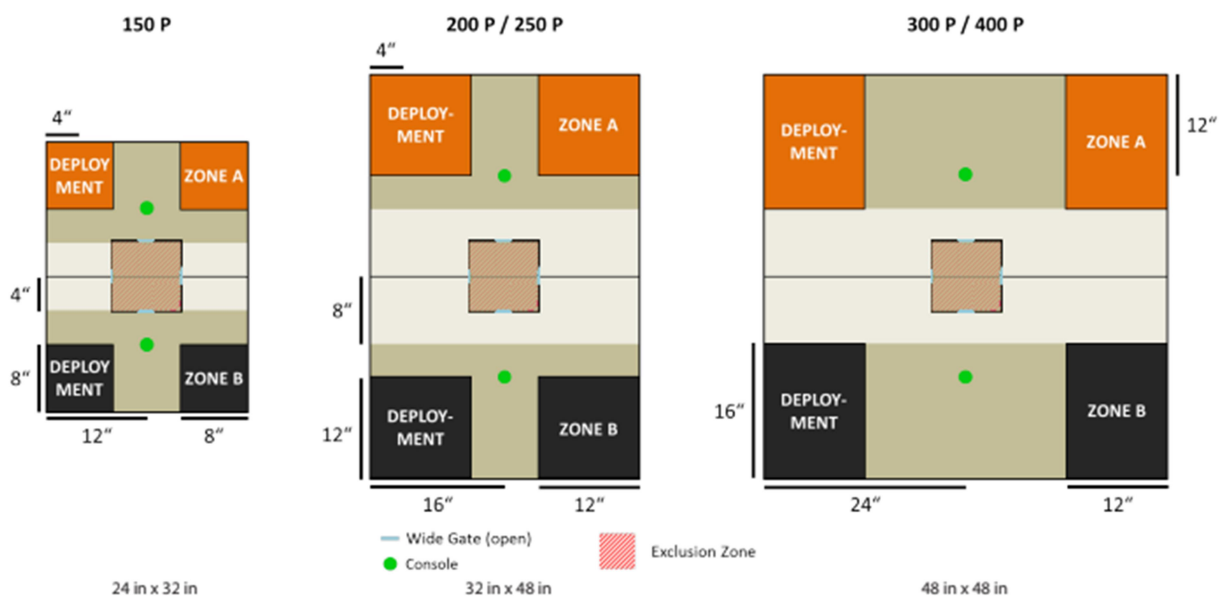 150 P
200 P / 250 P
300 P / 400 P
4“
DEPLOY
MENT
ZONE A
4“
8“
DEPLOY
MENT
ZONE B
12“
8“
24 in x 32 in
4“
DEPLOY-
MENT
ZONE A
8“
12“
DEPLOY-
MENT
ZONE B
16“
12“
Wide Gate (open)
Console
Exclusion Zone
32 in x 48 in
DEPLOY-
MENT
ZONE A
12“
16“
DEPLOY-
MENT
ZONE B
24“
12“
48 in x 48 in